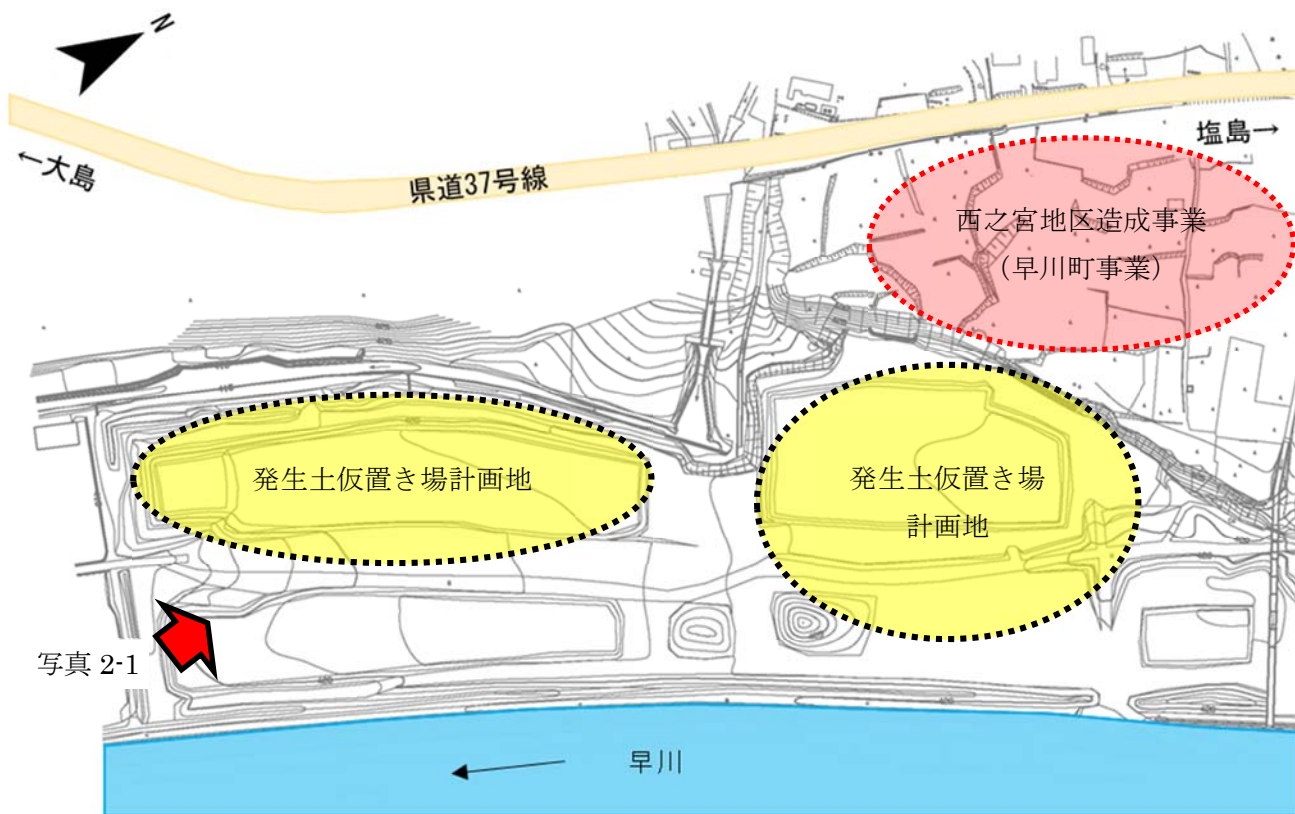 N
塩島→
←大島
県道37号線
西之宮地区造成事業
（早川町事業）
発生土仮置き場計画地
発生土仮置き場
計画地
写真 2-1
早川